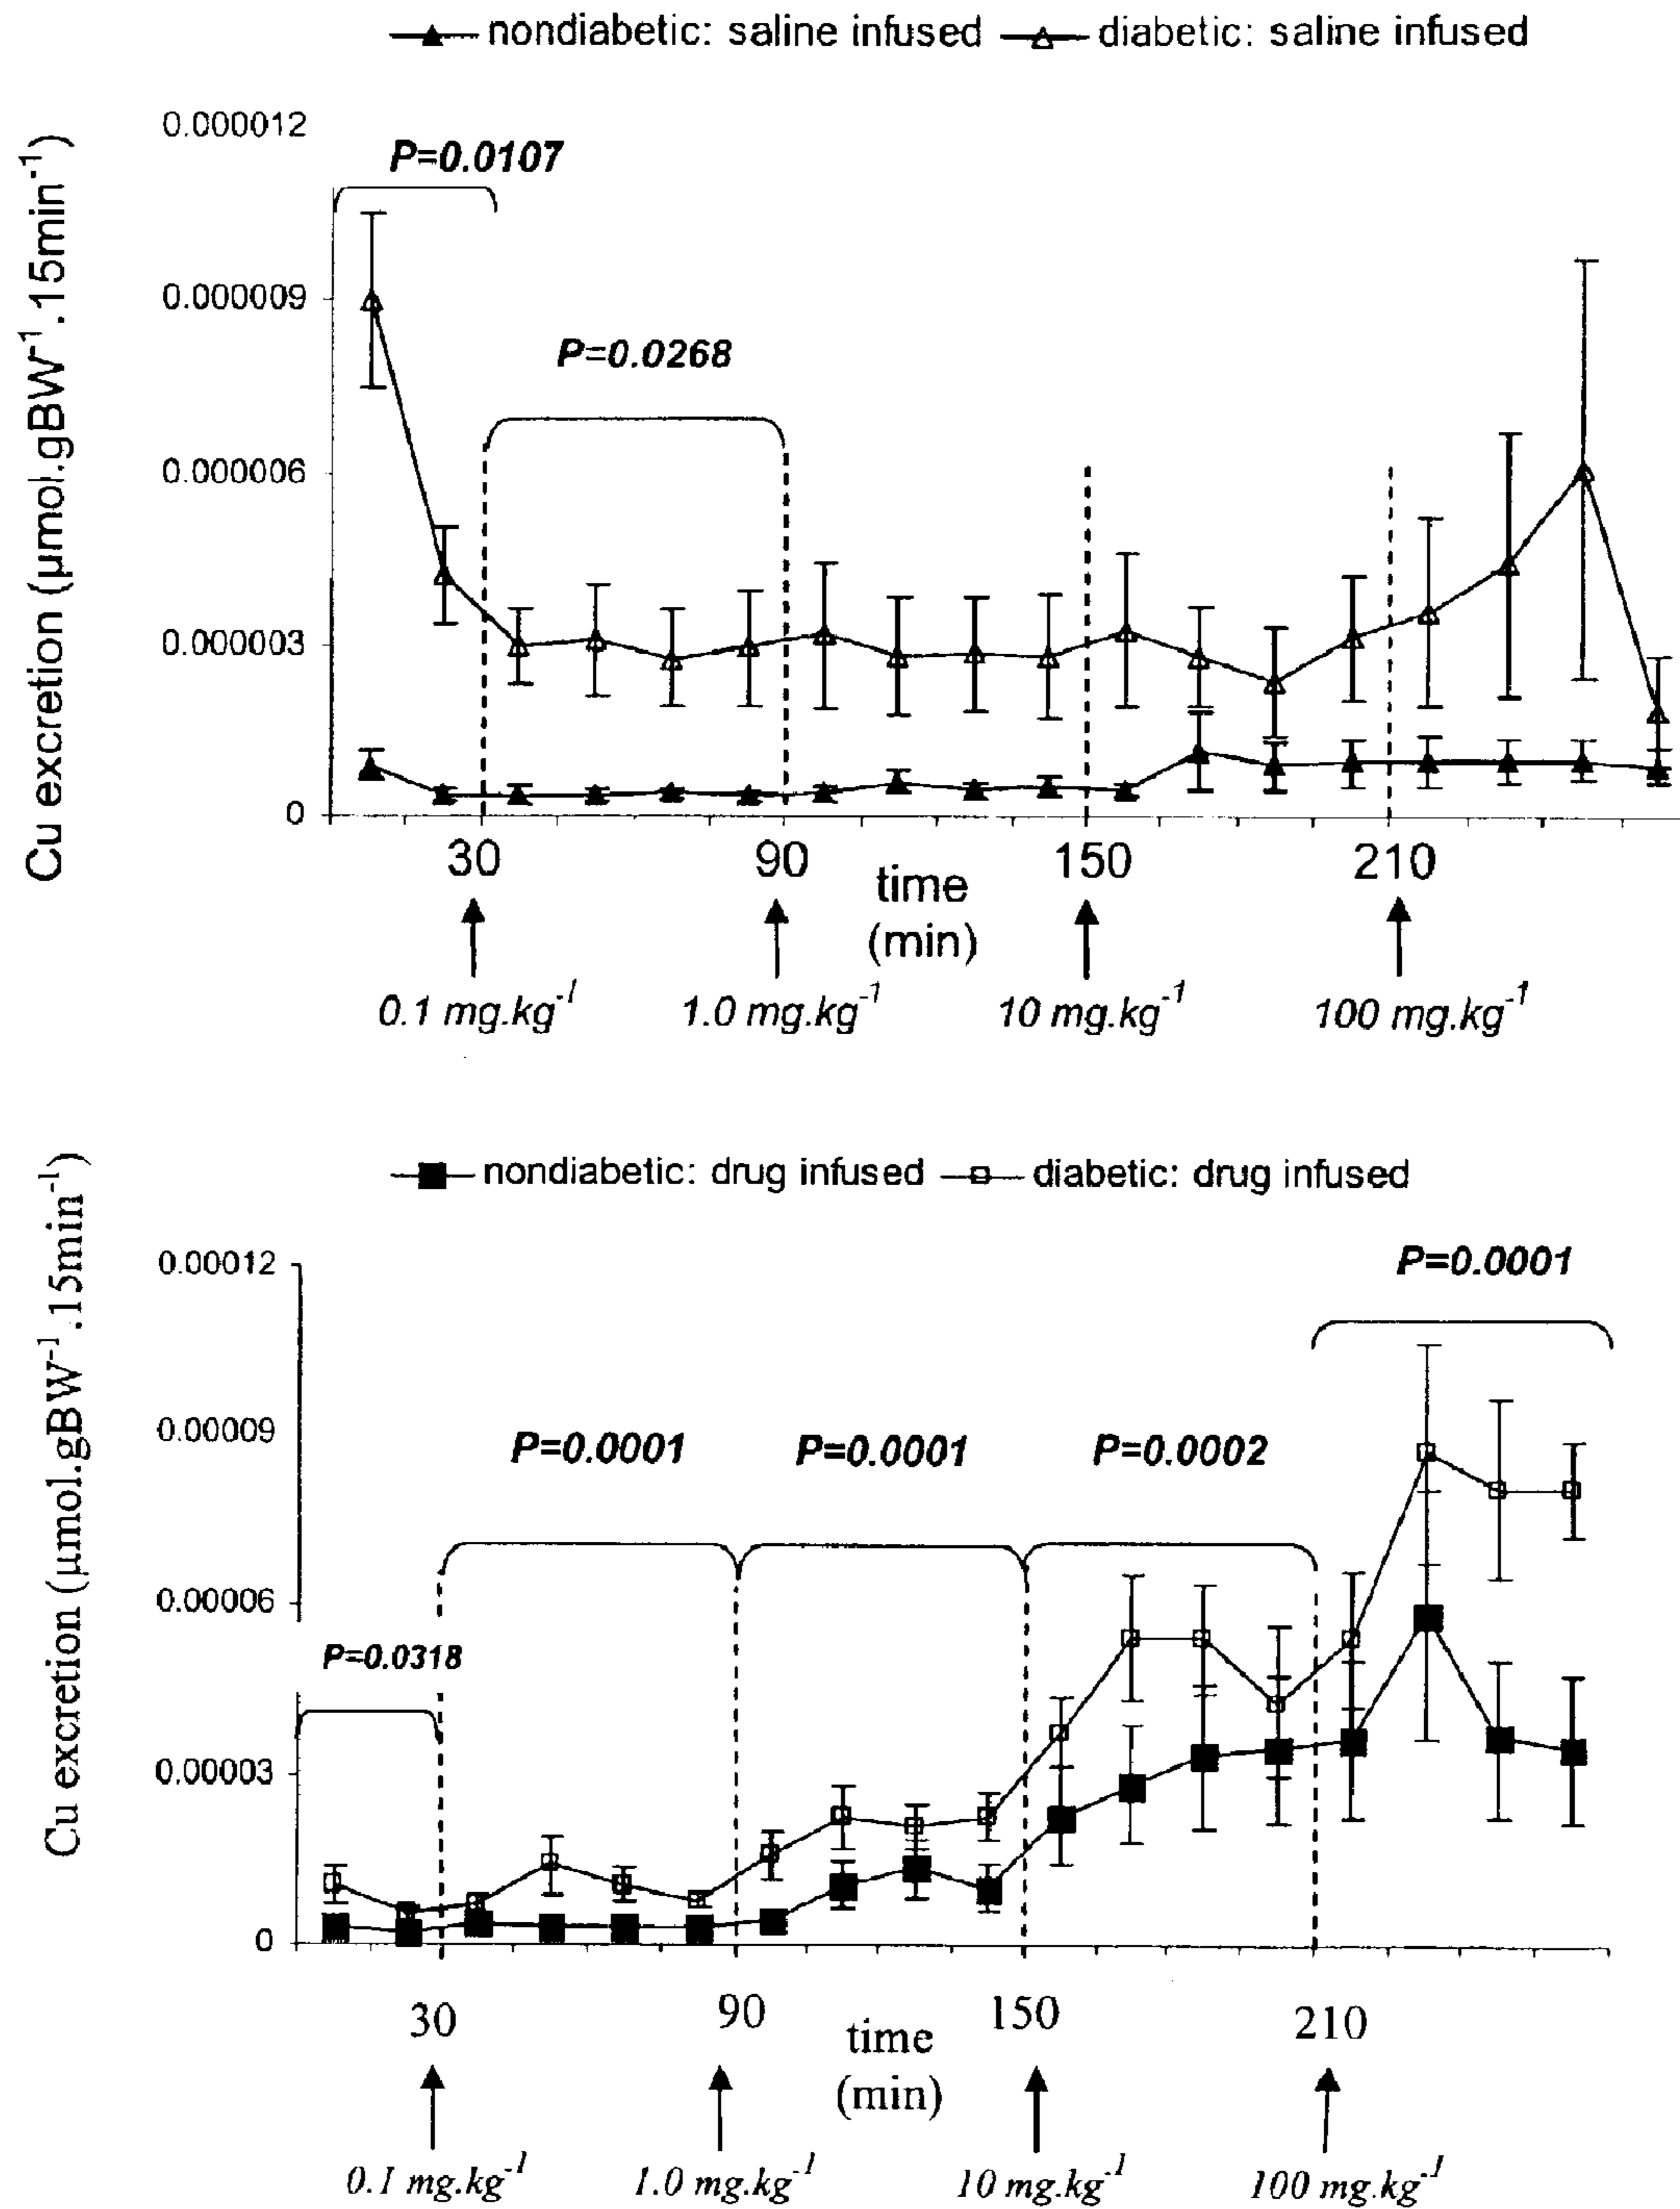 nondiabetic: saline infused diabetic: saline infused
Cu excretion (µmol.gBW⁻¹.15min⁻¹)
0.000012
P=0.0107
0.000009
P=0.0268
0.000006
0.000003
0
30 90 150 210
time
(min)
0.1 mg.kg⁻¹ 1.0 mg.kg⁻¹ 10 mg.kg⁻¹ 100 mg.kg⁻¹
nondiabetic: drug infused diabetic: drug infused
Cu excretion (µmol.gBW⁻¹.15min⁻¹)
0.00012
P=0.0001
0.00009
P=0.0001 P=0.0001 P=0.0002
0.00006
P=0.0318
0.00003
0
30 90 150 210
time
(min)
0.1 mg.kg⁻¹ 1.0 mg.kg⁻¹ 10 mg.kg⁻¹ 100 mg.kg⁻¹